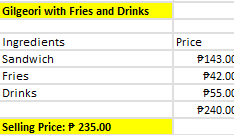 Gilgeori with Fries and Drinks
Ingredients Price
Sandwich ₱143.00
Fries ₱42.00
Drinks ₱55.00
₱240.00
Selling Price: ₱ 235.00